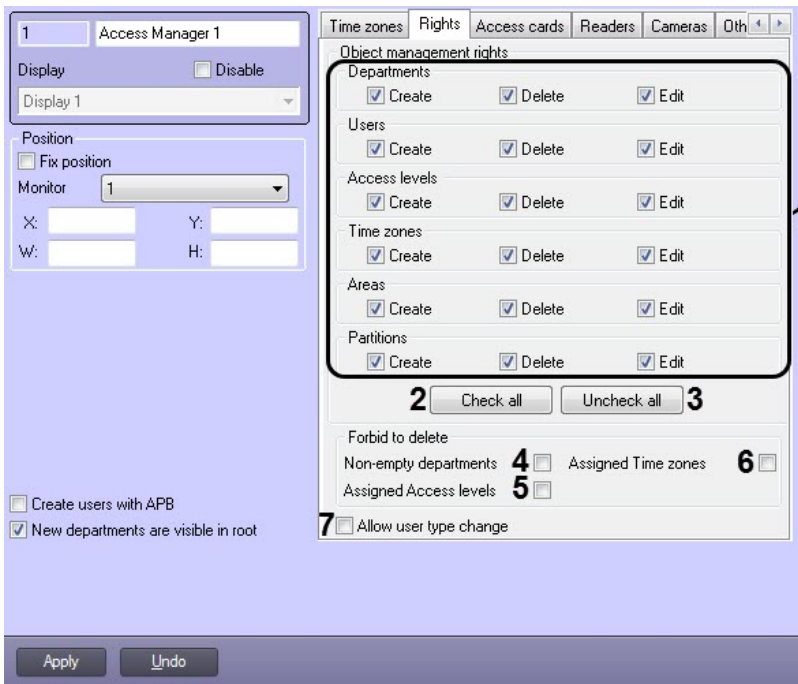 1 Access Manager 1
Display Disable
Display 1
Position
Fix position
Monitor 1
X: Y:
W: H:
Create users with APB
New departments are visible in root
Time zones Rights Access cards Readers Cameras Oth
Object management rights
Departments
Create Delete Edit
Users
Create Delete Edit
Access levels
Create Delete Edit
Time zones
Create Delete Edit
Areas
Create Delete Edit
Partitions
Create Delete Edit
2 Check all Uncheck all 3
Forbid to delete
Non-empty departments 4 Assigned Time zones 6
Assigned Access levels 5
7 Allow user type change
Apply Undo